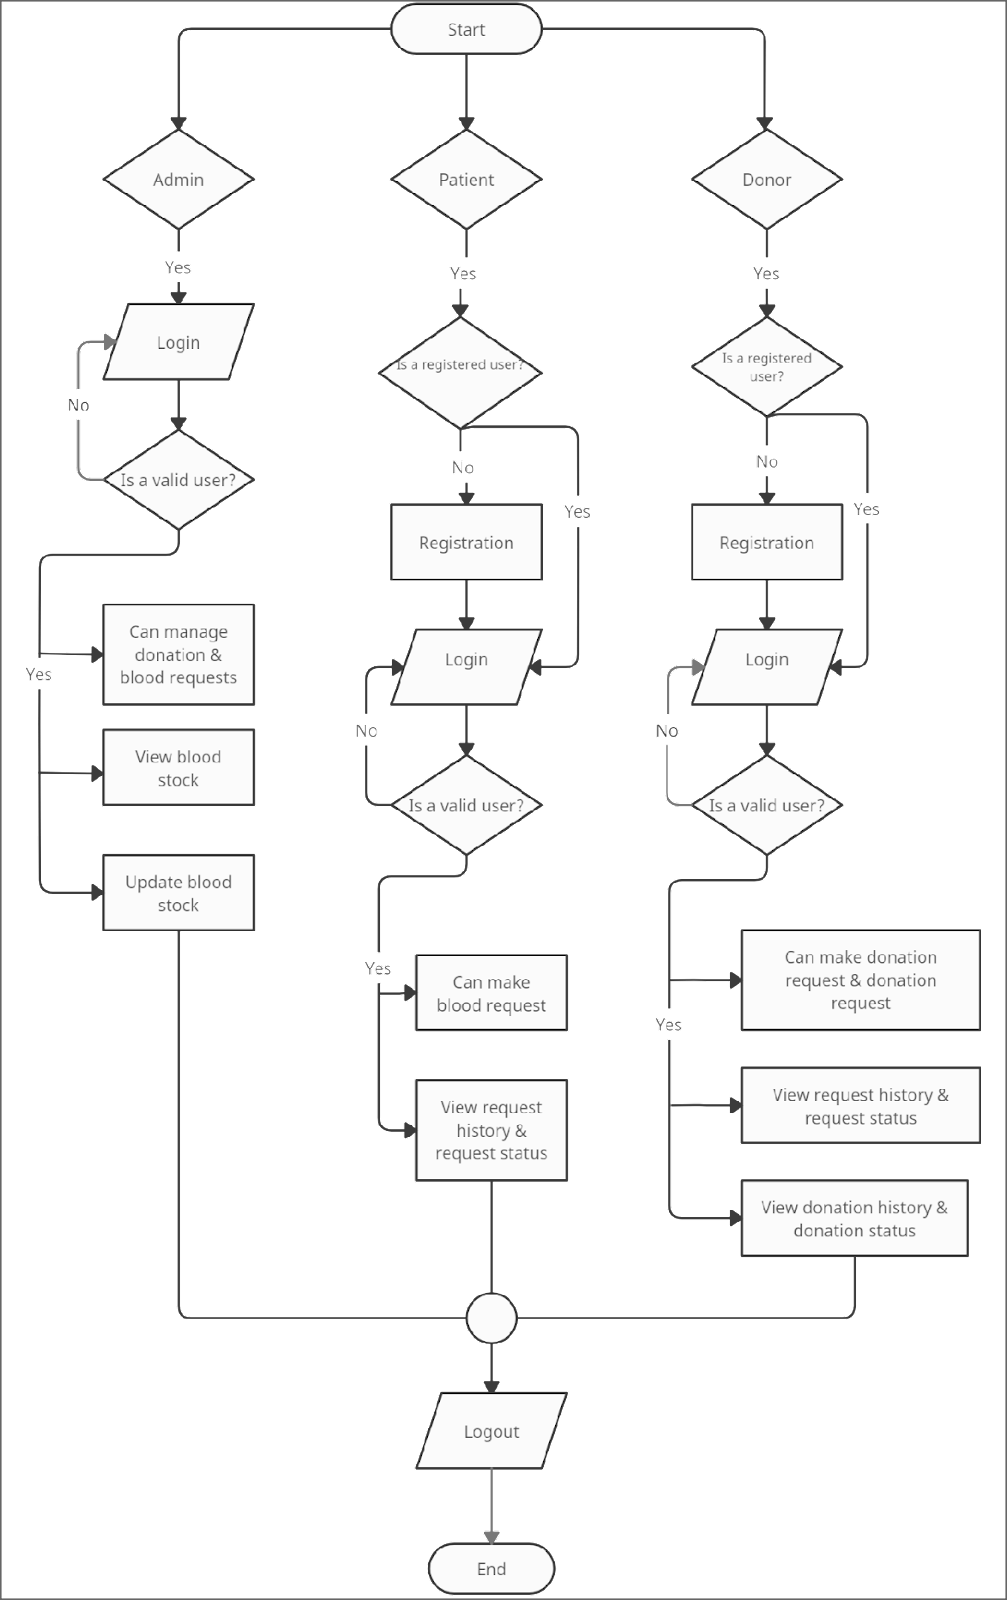 Start
Admin
Patient
Donor
Yes
Yes
Yes
Login
Is a registered user?
Is a registered
user?
No
Is a valid user?
No
No
Yes
Yes
Registration
Registration
Can manage
donation &
blood requests
Login
Login
Yes
No
No
View blood
stock
Is a valid user?
Is a valid user?
Update blood
stock
Yes
Can make
blood request
Can make donation
request & donation
request
Yes
View request
history &
request status
View request history &
request status
View donation history &
donation status
Logout
End